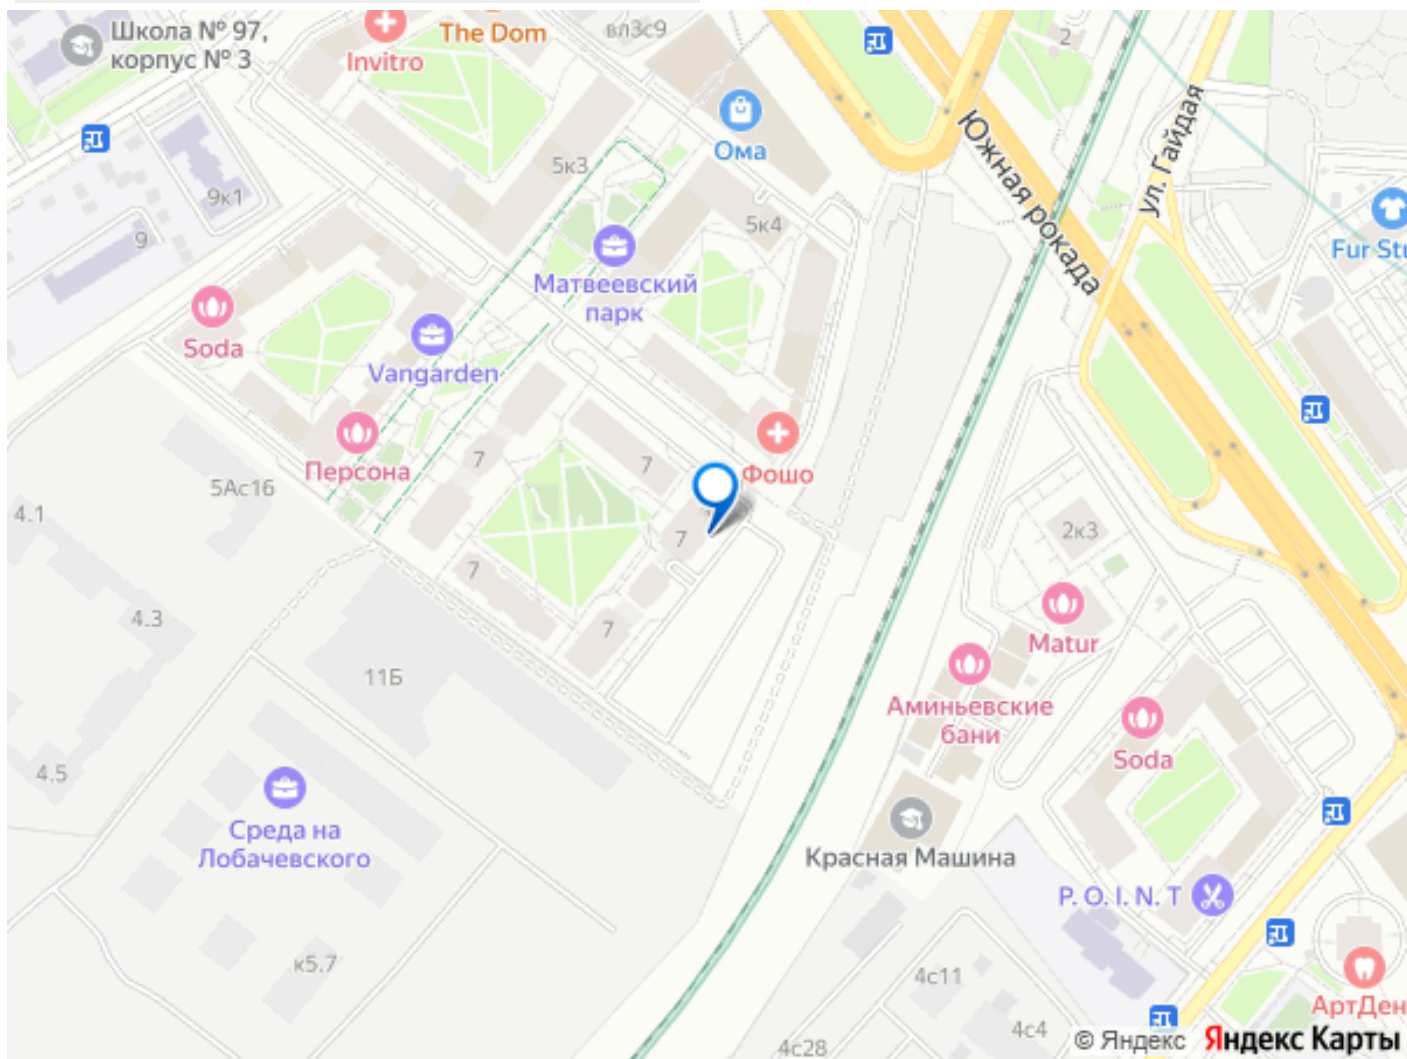 Школа № 97,
корпус № 3
Invitro
The Dom
вл3с9
2
Ома
Южная рокада
ул. Гайдая
5к3
9к1
9
5к4
Fur Stu
Матвеевский
парк
Soda
Vangarden
Персона
7
7
Фошо
5Ас16
4.1
7
2к3
7
4.3
7
Matur
11Б
Аминьевские
бани
Soda
4.5
Среда на
Лобачевского
Красная Машина
P. O. I. N. T
к5.7
4с11
АртДен
4с4
4с28
© Яндекс Яндекс Карты